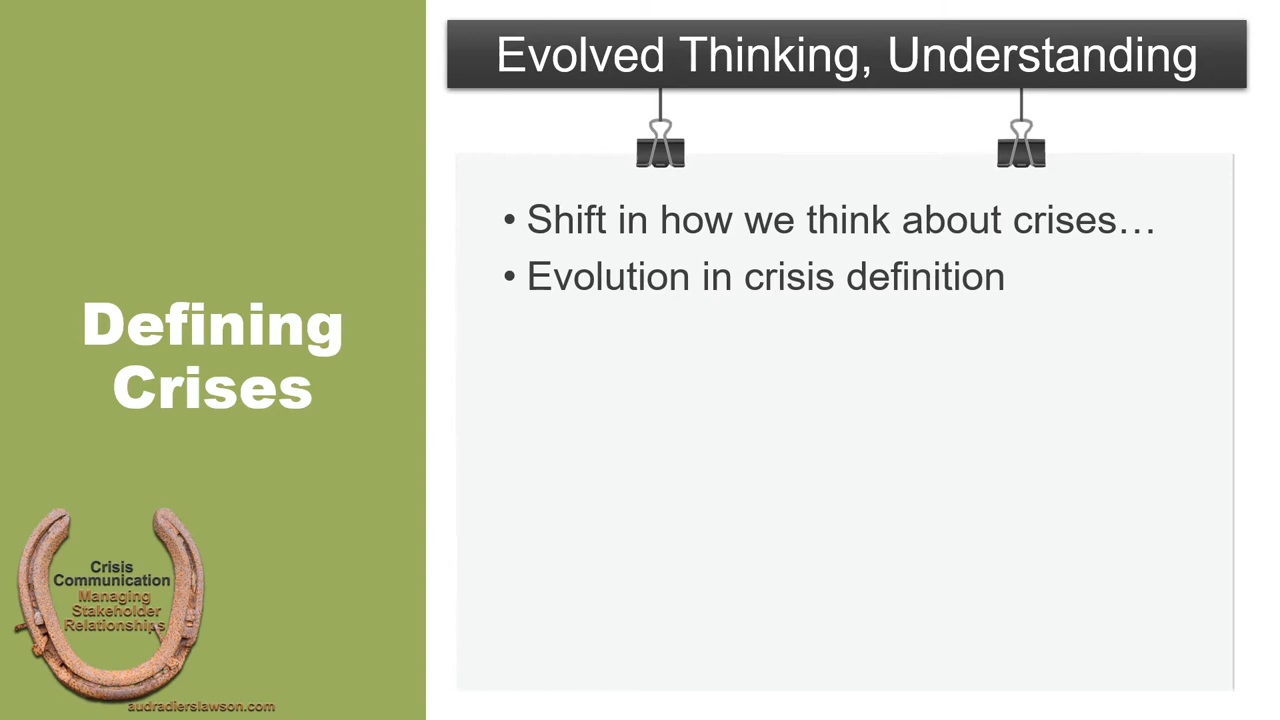 Evolved Thinking, Understanding
• Shift in how we think about crises…
• Evolution in crisis definition
Defining
Crises
Crisis
Communication
Managing
Stakeholder
Relationships
audradierslawson.com